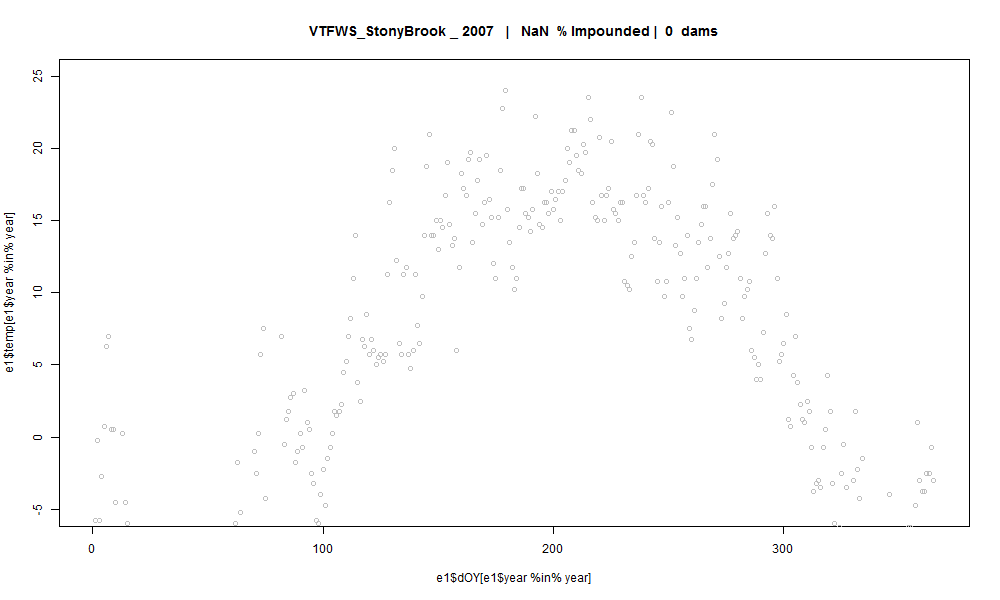 VTFWS_StonyBrook _ 2007 | NaN % Impounded | 0 dams
25
20
15
10
5
0
-5
e1$temp[e1$year %in% year]
0 100 200 300
e1$dOY[e1$year %in% year]